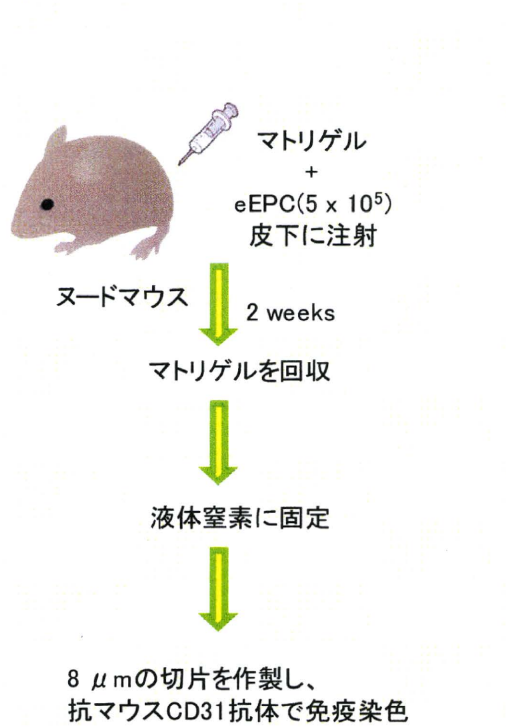 マトリゲル
+
eEPC(5 x 10⁵)
皮下に注射
ヌードマウス
2 weeks
マトリゲルを回収
液体窒素に固定
8 μmの切片を作製し、
抗マウスCD31抗体で免疫染色